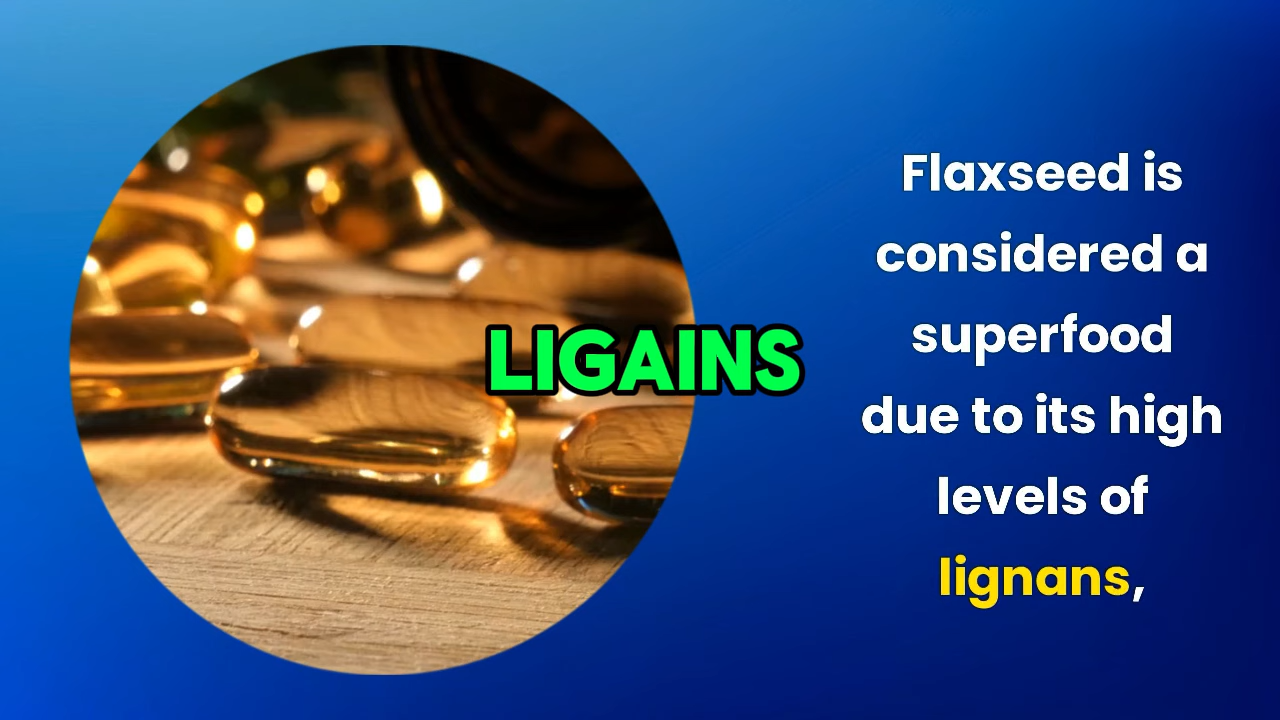 LIGAINS
Flaxseed is
considered a
superfood
due to its high
levels of
lignans,